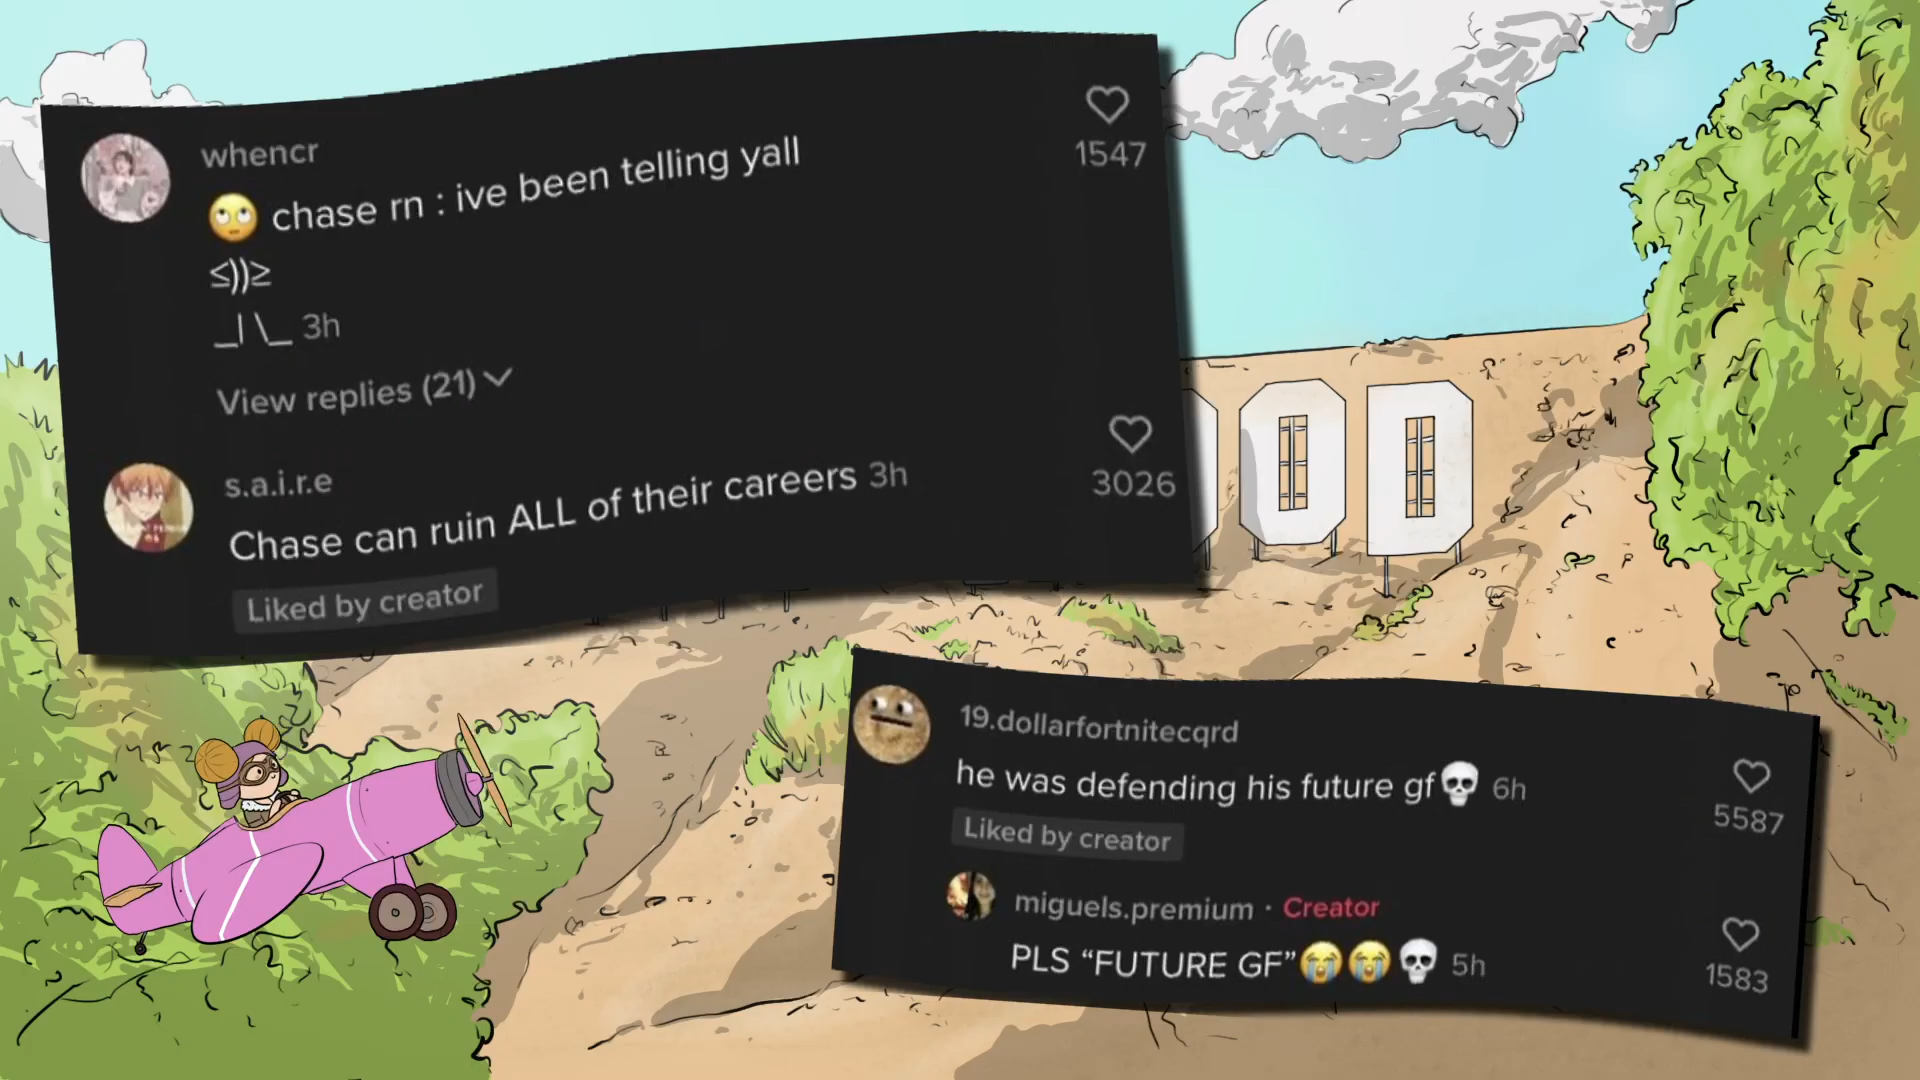 whencr
🙄 chase rn : ive been telling yall
≤))≥
_| \_ 3h
1547
View replies (21)
s.a.i.r.e
Chase can ruin ALL of their careers 3h
3026
Liked by creator
OD
19.dollarfortnitecqrd
he was defending his future gf💀 6h
5587
Liked by creator
miguels.premium · Creator
PLS “FUTURE GF”😭😭💀 5h
1583